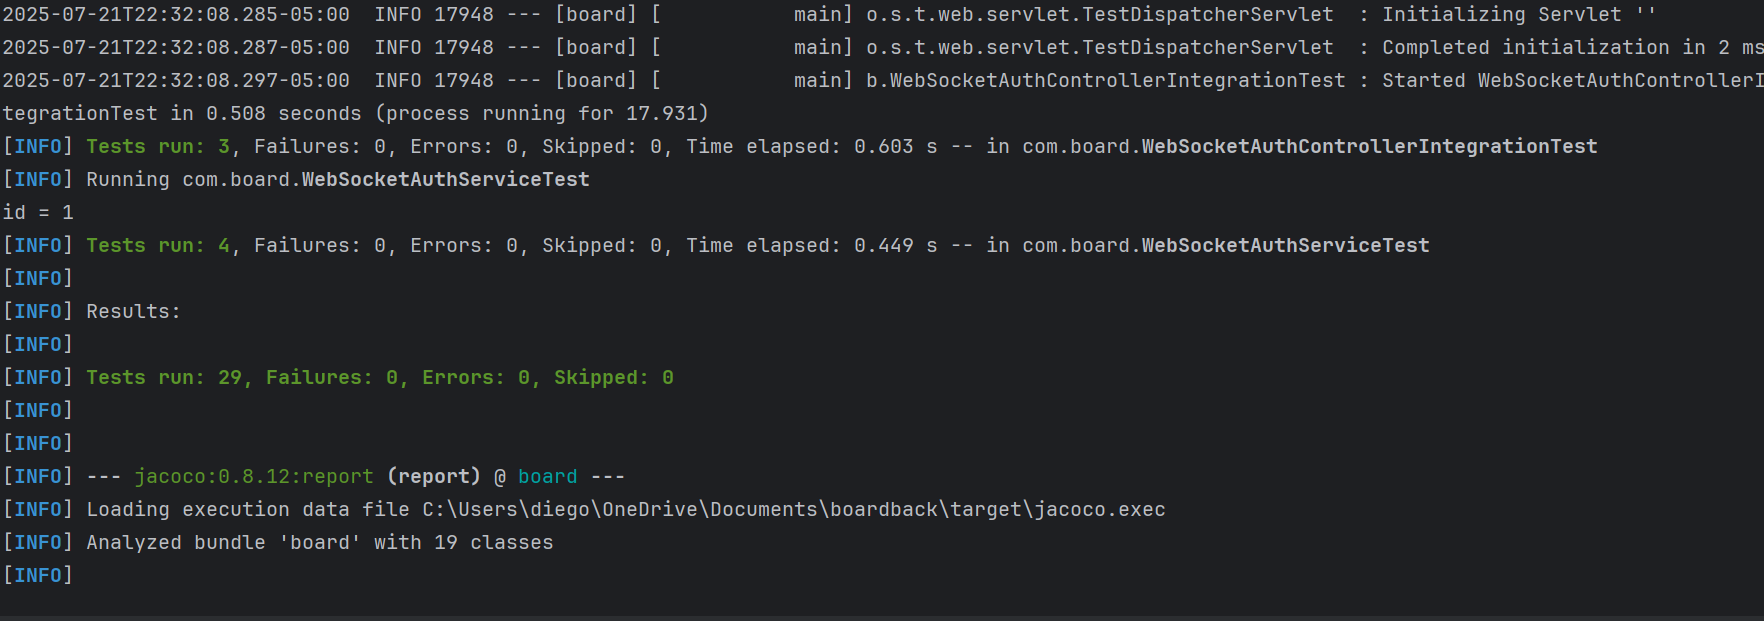 2025-07-21T22:32:08.285-05:00  INFO 17948 --- [board] [           main] o.s.t.web.servlet.TestDispatcherServlet  : Initializing Servlet ''
2025-07-21T22:32:08.287-05:00  INFO 17948 --- [board] [           main] o.s.t.web.servlet.TestDispatcherServlet  : Completed initialization in 2 ms
2025-07-21T22:32:08.297-05:00  INFO 17948 --- [board] [           main] b.WebSocketAuthControllerIntegrationTest : Started WebSocketAuthControllerI
tegrationTest in 0.508 seconds (process running for 17.931)
[INFO] Tests run: 3, Failures: 0, Errors: 0, Skipped: 0, Time elapsed: 0.603 s -- in com.board.WebSocketAuthControllerIntegrationTest
[INFO] Running com.board.WebSocketAuthServiceTest
id = 1
[INFO] Tests run: 4, Failures: 0, Errors: 0, Skipped: 0, Time elapsed: 0.449 s -- in com.board.WebSocketAuthServiceTest
[INFO]
[INFO] Results:
[INFO]
[INFO] Tests run: 29, Failures: 0, Errors: 0, Skipped: 0
[INFO]
[INFO]
[INFO] --- jacoco:0.8.12:report (report) @ board ---
[INFO] Loading execution data file C:\Users\diego\OneDrive\Documents\boardback\target\jacoco.exec
[INFO] Analyzed bundle 'board' with 19 classes
[INFO]